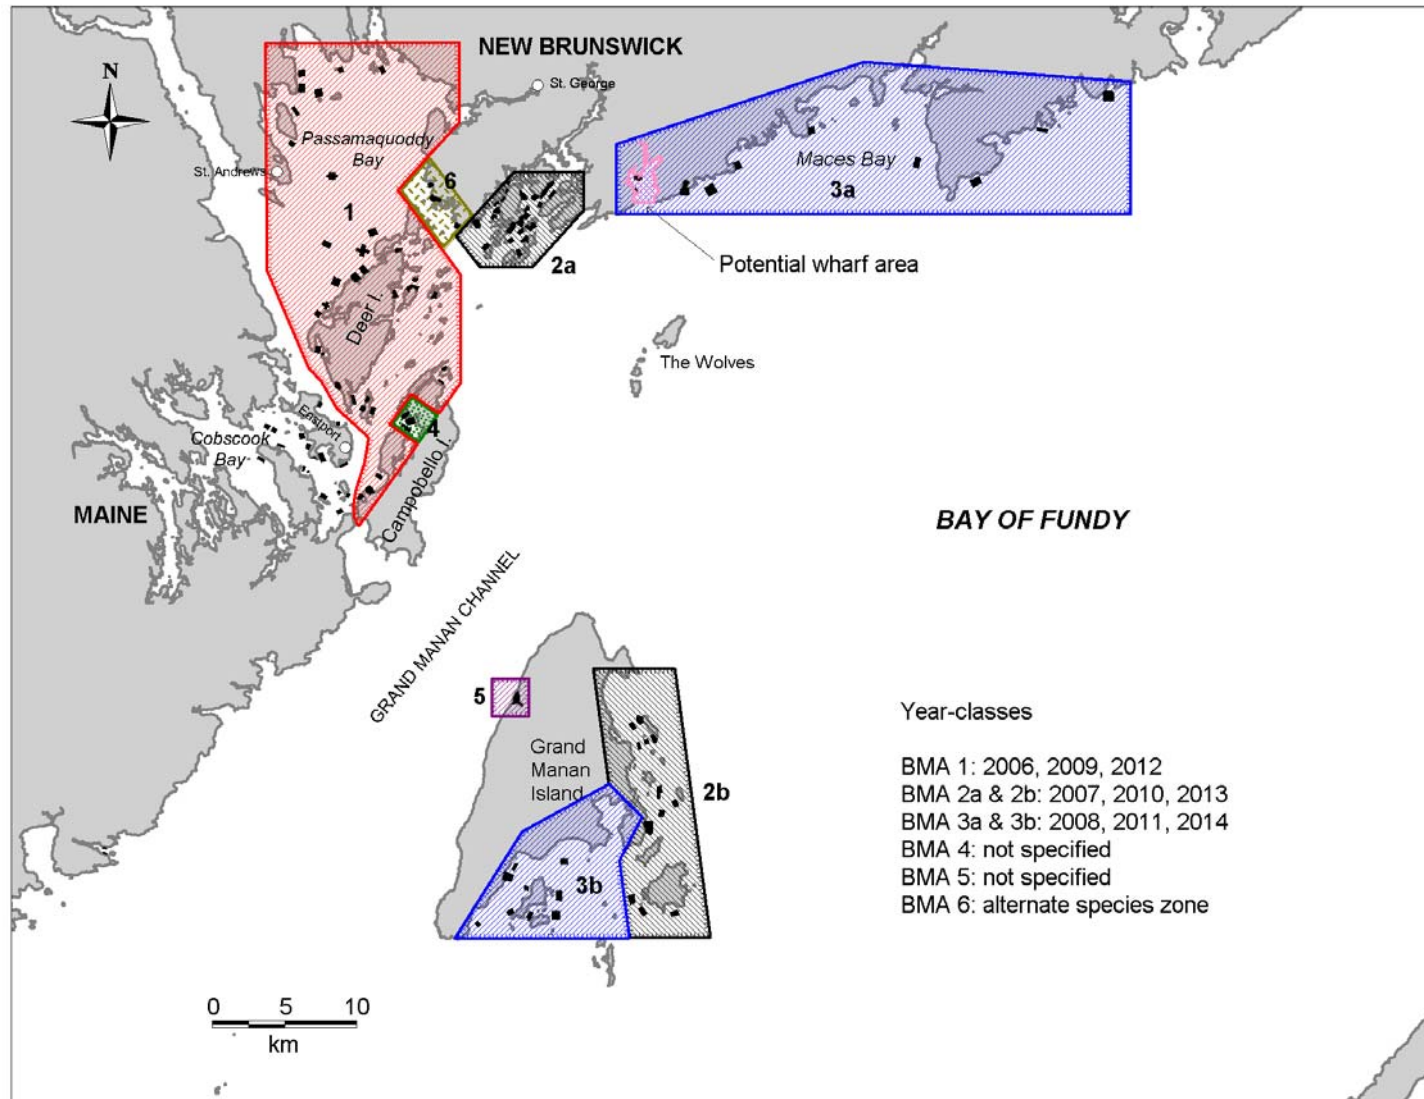 NEW BRUNSWICK
N
St. George
Passamaquoddy
Bay
St. Andrews
6
Maces Bay
3a
1
2a
Potential wharf area
Deer I.
The Wolves
Eastport
4
Cobscook
Bay
Campobello I.
MAINE
BAY OF FUNDY
GRAND MANAN CHANNEL
5
Grand
Manan
Island
2b
3b
Year-classes
BMA 1: 2006, 2009, 2012
BMA 2a & 2b: 2007, 2010, 2013
BMA 3a & 3b: 2008, 2011, 2014
BMA 4: not specified
BMA 5: not specified
BMA 6: alternate species zone
0 5 10
km